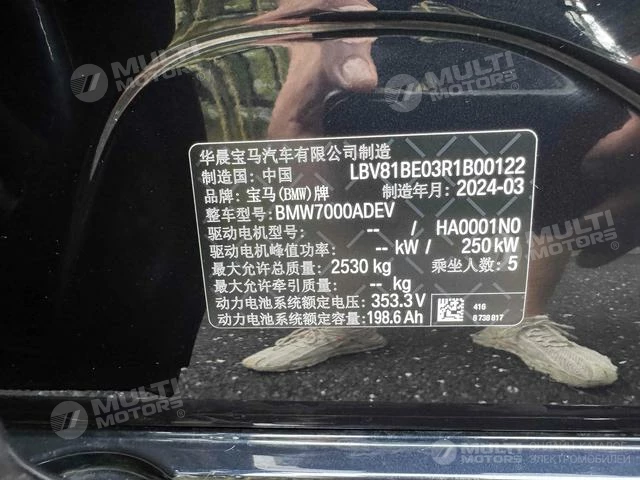 华晨宝马汽车有限公司制造
制造国: 中国 LBV81BE03R1B00122
品牌: 宝马(BMW)牌 制造年月: 2024-03
整车型号: BMW7000ADEV
驱动电机型号: -- / HA0001N0
驱动电机峰值功率: -- kW / 250 kW
最大允许总质量: 2530 kg 乘坐人数: 5
最大允许牵引质量: -- kg
动力电池系统额定电压: 353.3 V
动力电池系统额定容量: 198.6 Ah
416
8 738 817
MULTI MOTORS
MULTI MOTORS
MULTI MOTORS
MULTI MOTORS
ЭЛЕКТРОМОБИЛЕЙ